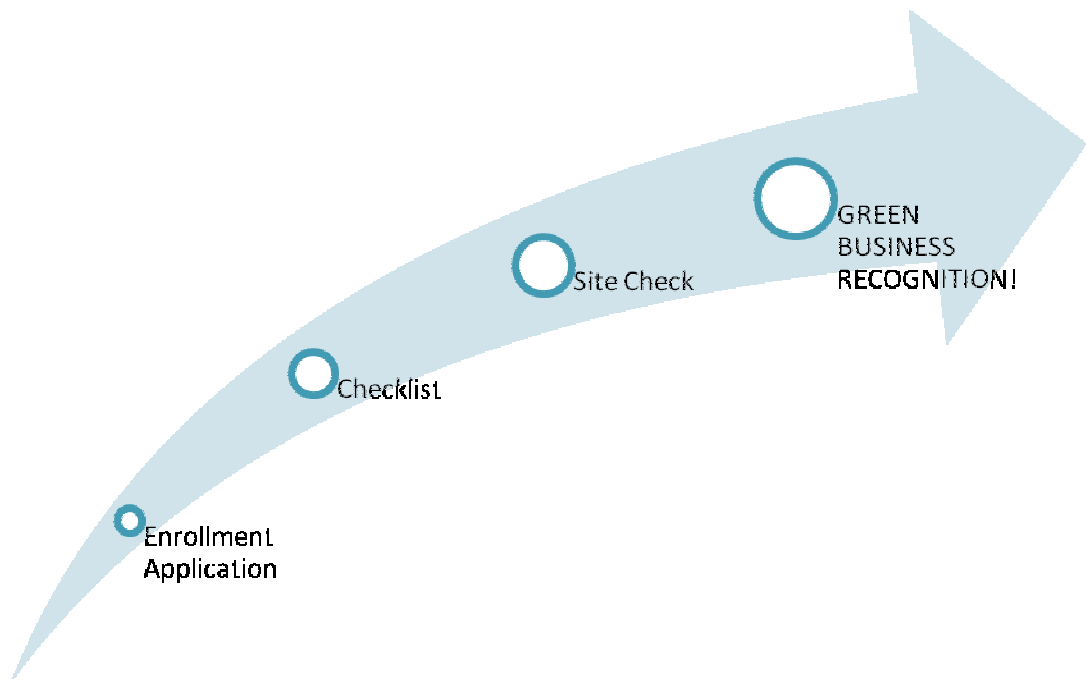 GREEN
BUSINESS
RECOGNITION!
Site Check
Checklist
Enrollment
Application